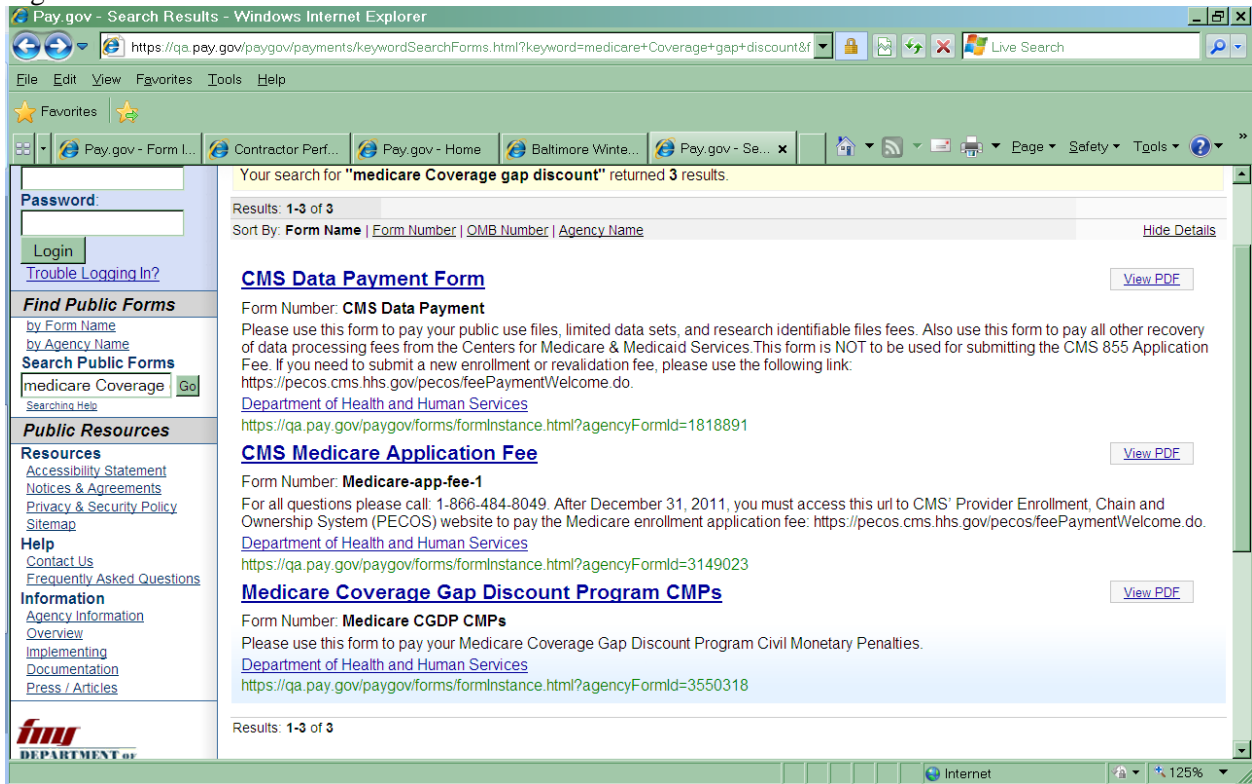 Pay.gov - Search Results - Windows Internet Explorer
https://qa.pay.gov/paygov/payments/keywordSearchForms.html?keyword=medicare+Coverage+gap+discount&f
Live Search
File Edit View Favorites Tools Help
Favorites
Pay.gov - Form I... Contractor Perf... Pay.gov - Home Baltimore Winte... Pay.gov - Se... x Page Safety Tools »
Your search for "medicare Coverage gap discount" returned 3 results.
Password:
Login
Trouble Logging In?
Find Public Forms
by Form Name
by Agency Name
Search Public Forms
medicare Coverage Go
Searching Help
Public Resources
Resources
Accessibility Statement
Notices & Agreements
Privacy & Security Policy
Sitemap
Help
Contact Us
Frequently Asked Questions
Information
Agency Information
Overview
Implementing
Documentation
Press / Articles
fmy
DEPARTMENT OF
Results: 1-3 of 3
Sort By: Form Name | Form Number | OMB Number | Agency Name Hide Details
CMS Data Payment Form View PDF
Form Number: CMS Data Payment
Please use this form to pay your public use files, limited data sets, and research identifiable files fees. Also use this form to pay all other recovery
of data processing fees from the Centers for Medicare & Medicaid Services.This form is NOT to be used for submitting the CMS 855 Application
Fee. If you need to submit a new enrollment or revalidation fee, please use the following link:
https://pecos.cms.hhs.gov/pecos/feePaymentWelcome.do.
Department of Health and Human Services
https://qa.pay.gov/paygov/forms/formInstance.html?agencyFormId=1818891
CMS Medicare Application Fee View PDF
Form Number: Medicare-app-fee-1
For all questions please call: 1-866-484-8049. After December 31, 2011, you must access this url to CMS' Provider Enrollment, Chain and
Ownership System (PECOS) website to pay the Medicare enrollment application fee: https://pecos.cms.hhs.gov/pecos/feePaymentWelcome.do.
Department of Health and Human Services
https://qa.pay.gov/paygov/forms/formInstance.html?agencyFormId=3149023
Medicare Coverage Gap Discount Program CMPs View PDF
Form Number: Medicare CGDP CMPs
Please use this form to pay your Medicare Coverage Gap Discount Program Civil Monetary Penalties.
Department of Health and Human Services
https://qa.pay.gov/paygov/forms/formInstance.html?agencyFormId=3550318
Results: 1-3 of 3
Internet 125%